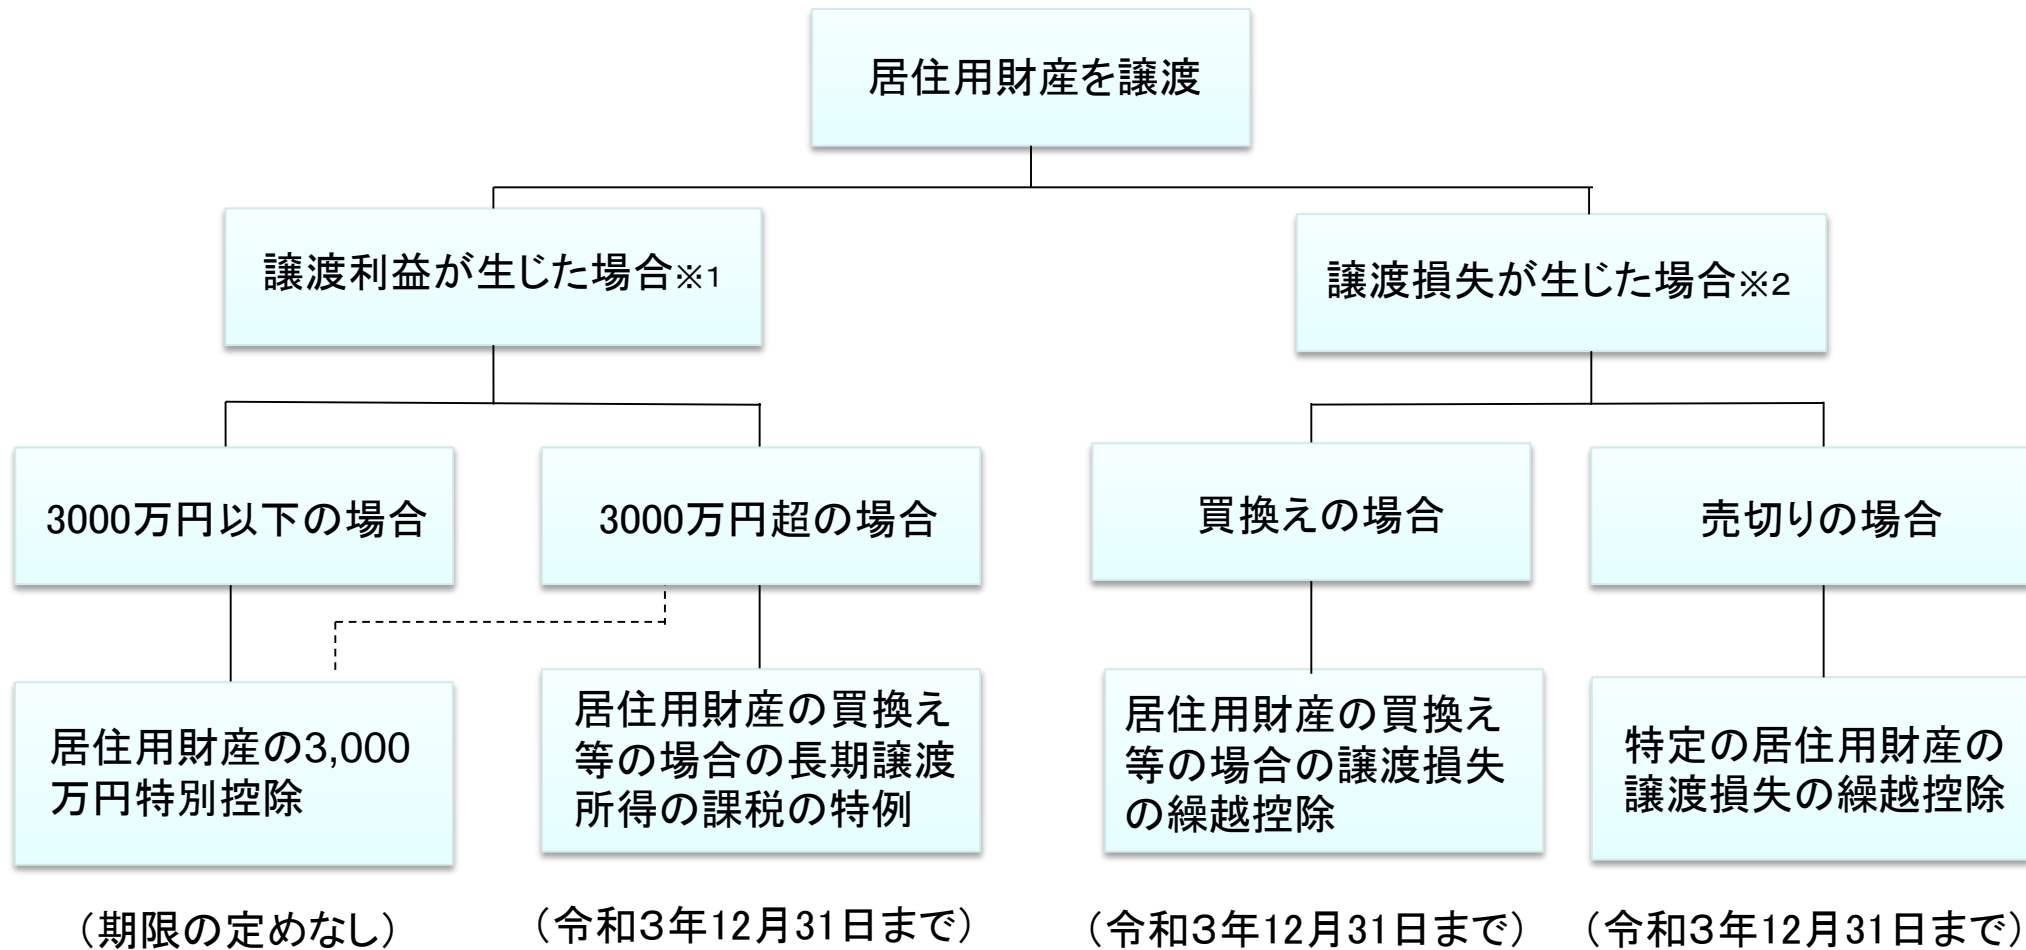 居住用財産を譲渡
譲渡利益が生じた場合※1
譲渡損失が生じた場合※2
3000万円以下の場合
3000万円超の場合
買換えの場合
売切りの場合
居住用財産の3,000
万円特別控除
居住用財産の買換え
等の場合の長期譲渡
所得の課税の特例
居住用財産の買換え
等の場合の譲渡損失
の繰越控除
特定の居住用財産の
譲渡損失の繰越控除
（期限の定めなし）
（令和３年12月31日まで）
（令和３年12月31日まで）
（令和３年12月31日まで）